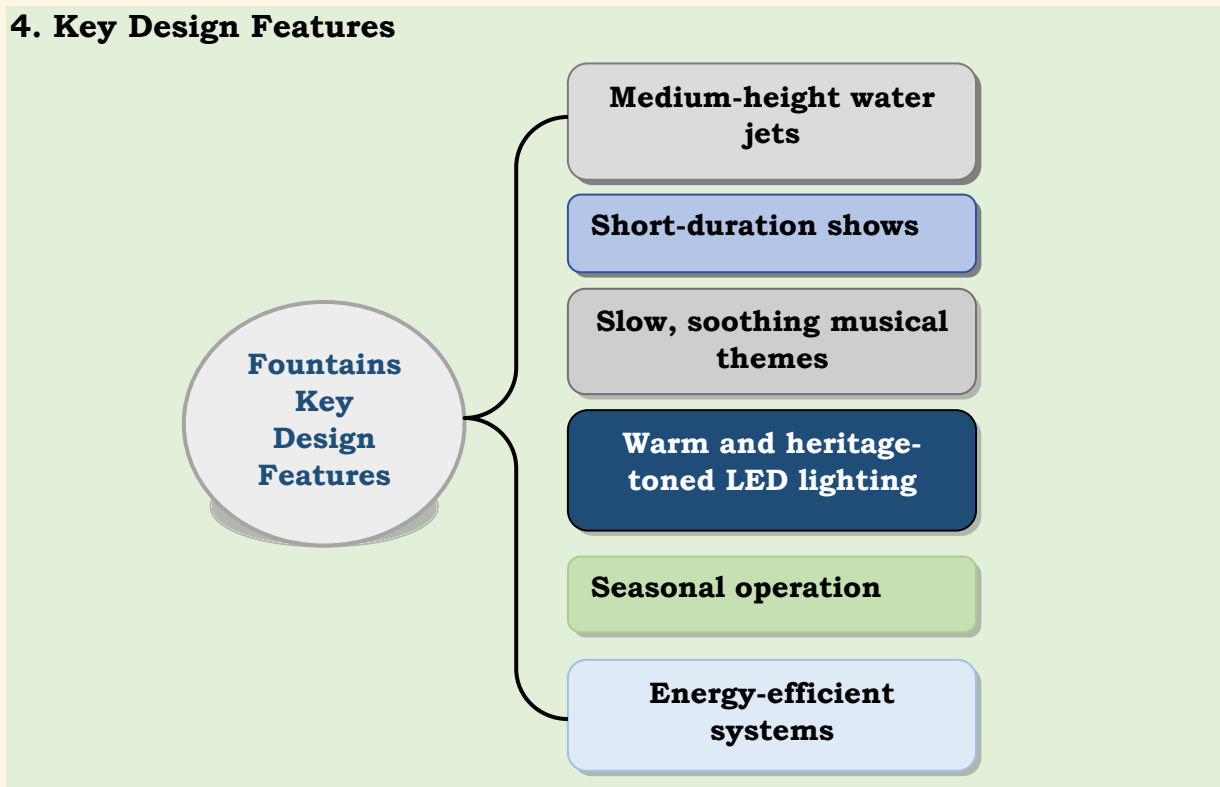 4. Key Design Features
Fountains
Key
Design
Features
Medium-height water
jets
Short-duration shows
Slow, soothing musical
themes
Warm and heritage-
toned LED lighting
Seasonal operation
Energy-efficient
systems